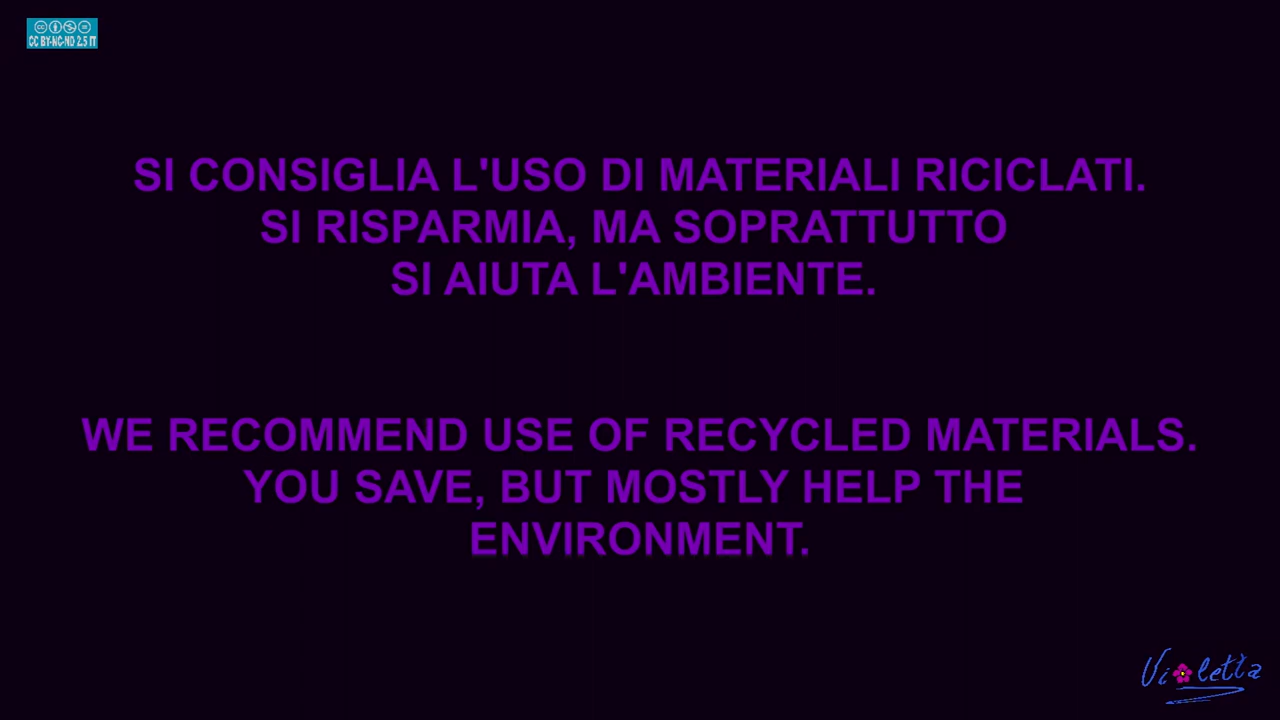 CC BY-NC-ND 2.5 IT
SI CONSIGLIA L'USO DI MATERIALI RICICLATI.
SI RISPARMIA, MA SOPRATTUTTO
SI AIUTA L'AMBIENTE.
WE RECOMMEND USE OF RECYCLED MATERIALS.
YOU SAVE, BUT MOSTLY HELP THE
ENVIRONMENT.
Violetta